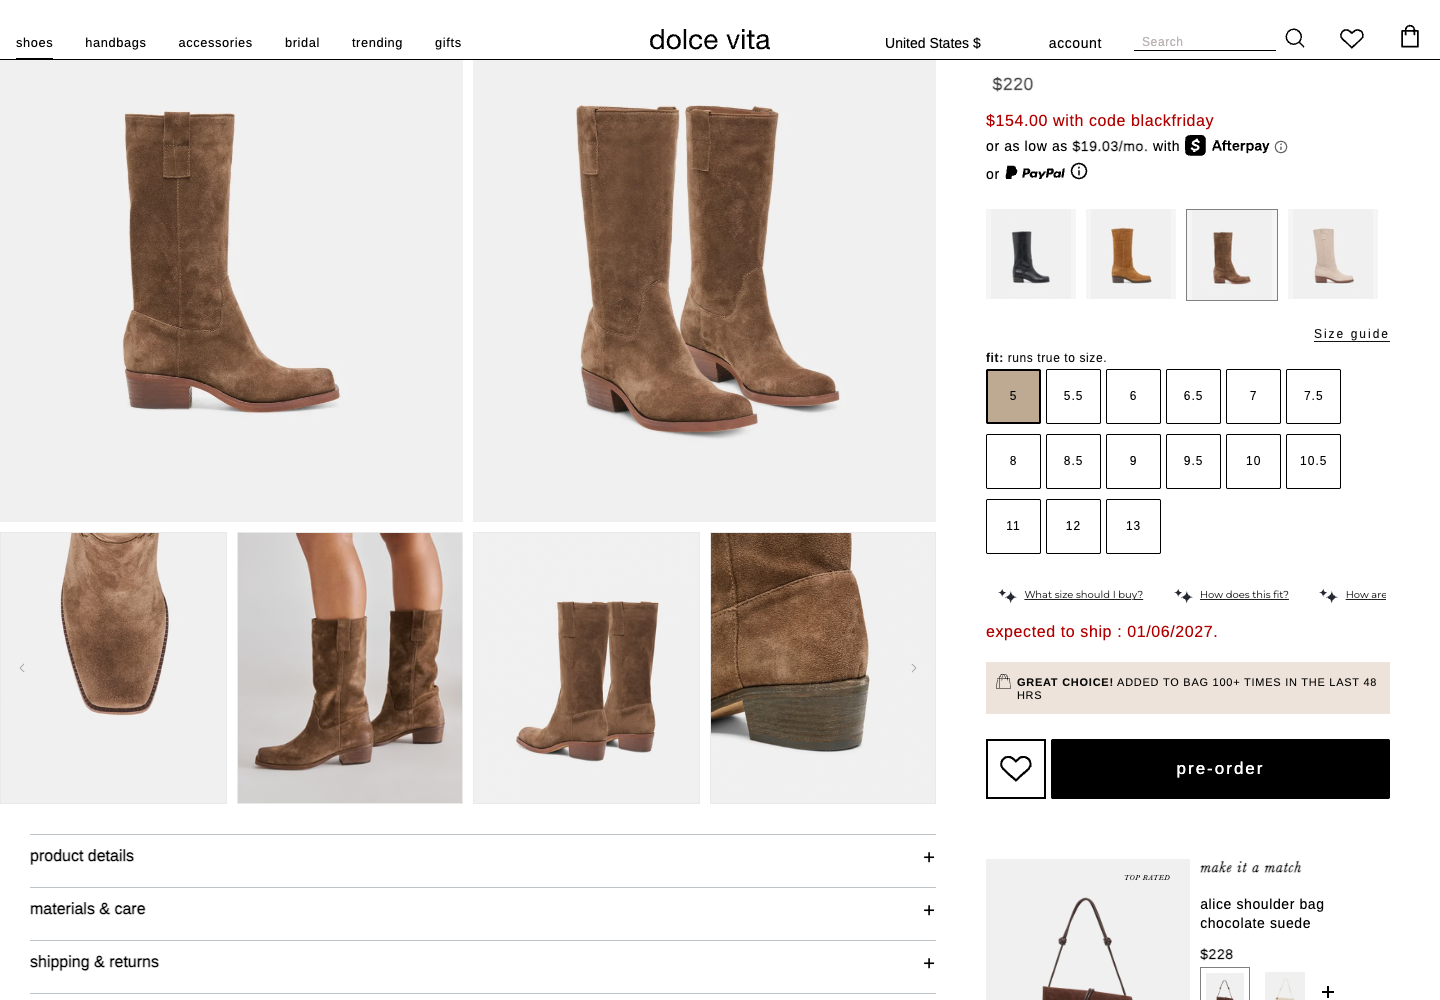 shoes
handbags
accessories
bridal
trending
gifts
dolce vita
United States $
account
Search
$220
$154.00 with code blackfriday
or as low as $19.03/mo. with Afterpay
or PayPal
Size guide
fit: runs true to size.
5
5.5
6
6.5
7
7.5
8
8.5
9
9.5
10
10.5
11
12
13
What size should I buy?
How does this fit?
How are
expected to ship : 01/06/2027.
GREAT CHOICE! ADDED TO BAG 100+ TIMES IN THE LAST 48
HRS
pre-order
product details
+
materials & care
+
shipping & returns
+
TOP RATED
make it a match
alice shoulder bag
chocolate suede
$228
+